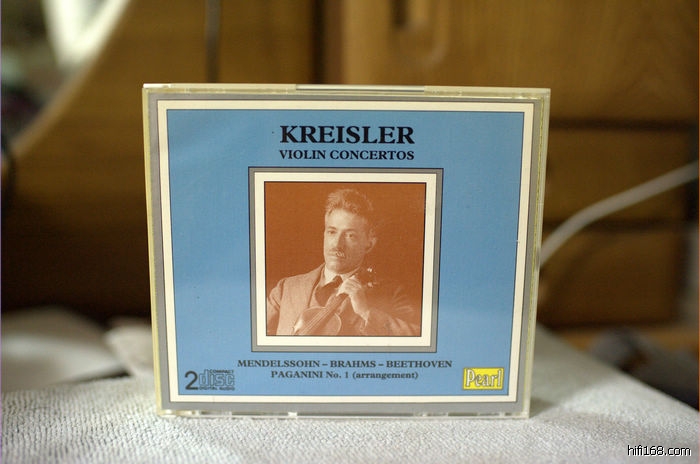 KREISLER
VIOLIN CONCERTOS
MENDELSSOHN – BRAHMS – BEETHOVEN
PAGANINI No. 1 (arrangement)
2 COMPACT disc DIGITAL AUDIO
Pearl
hifi168.com